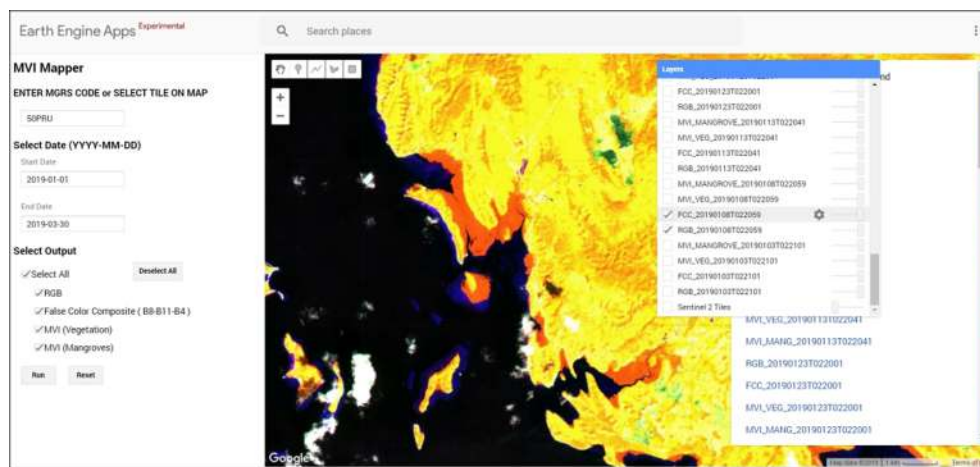 Earth Engine Apps Experimental
Search places
MVI Mapper
ENTER MGRS CODE or SELECT TILE ON MAP
50PRU
Select Date (YYYY-MM-DD)
Start Date
2019-01-01
End Date
2019-03-30
Select Output
Select All
Deselect All
RGB
False Color Composite ( B8-B11-B4 )
MVI (Vegetation)
MVI (Mangroves)
Run
Reset
+
−
Layers
FCC_20190123T022001
RGB_20190123T022001
MVI_MANGROVE_20190113T022041
MVI_VEG_20190113T022041
FCC_20190113T022041
RGB_20190113T022041
MVI_MANGROVE_20190108T022059
MVI_VEG_20190108T022059
FCC_20190108T022059
RGB_20190108T022059
MVI_MANGROVE_20190103T022101
MVI_VEG_20190103T022101
FCC_20190103T022101
RGB_20190103T022101
Sentinel 2 Tiles
MVI_VEG_20190113T022041
MVI_MANG_20190113T022041
RGB_20190123T022001
FCC_20190123T022001
MVI_VEG_20190123T022001
MVI_MANG_20190123T022001
Google